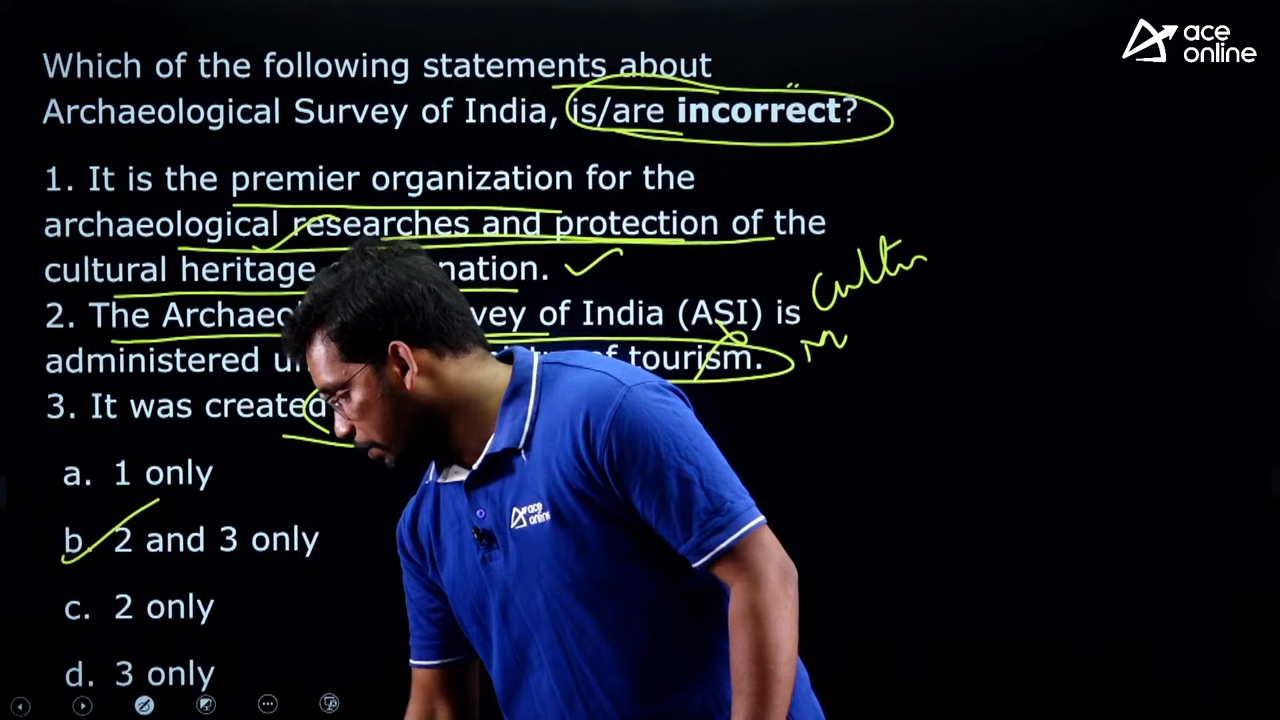 ace
online
Which of the following statements about
Archaeological Survey of India, is/are incorrect?
1. It is the premier organization for the
archaeological researches and protection of the
cultural heritage nation.
2. The of India (ASI) is
administered tourism.
3. It was created
a. 1 only
b. 2 and 3 only
c. 2 only
d. 3 only
ace
online